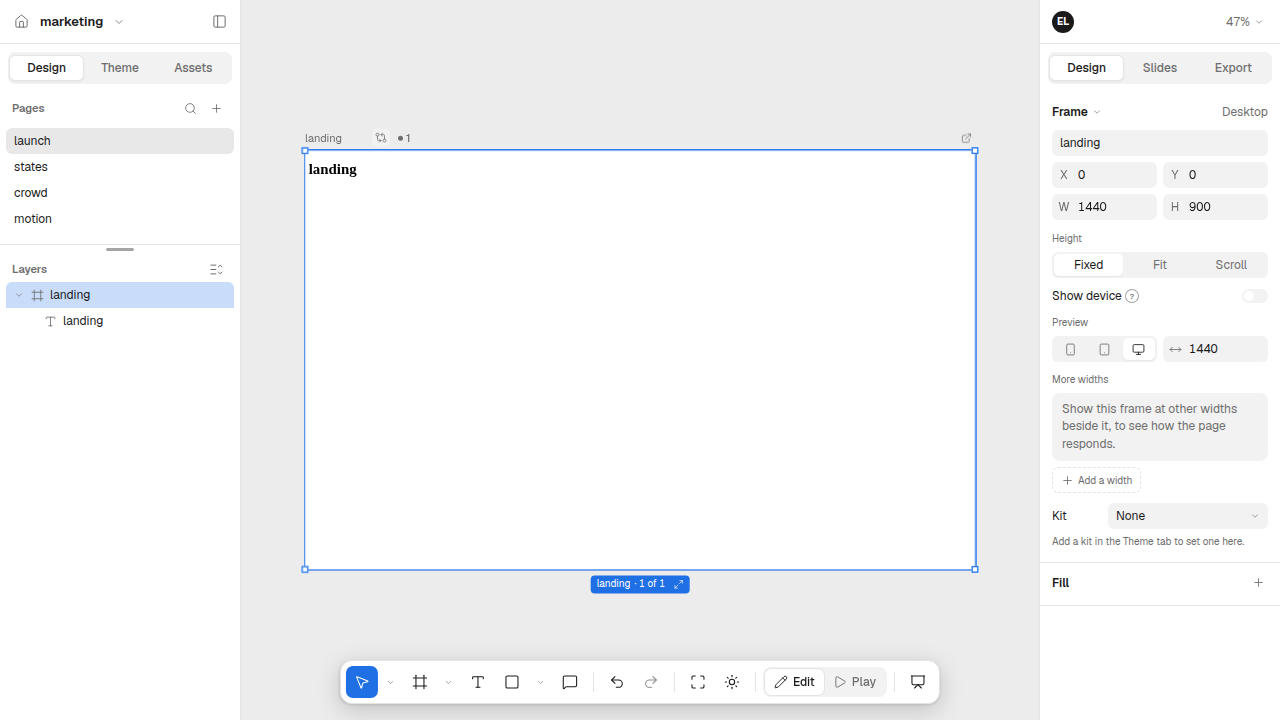 marketing
Design Theme Assets
Pages
launch
states
crowd
motion
Layers
landing
landing
landing 1
landing
landing · 1 of 1
Edit Play
EL 47%
Design Slides Export
Frame Desktop
landing
X 0 Y 0
W 1440 H 900
Height
Fixed Fit Scroll
Show device ?
Preview
1440
More widths
Show this frame at other widths
beside it, to see how the page
responds.
Add a width
Kit None
Add a kit in the Theme tab to set one here.
Fill